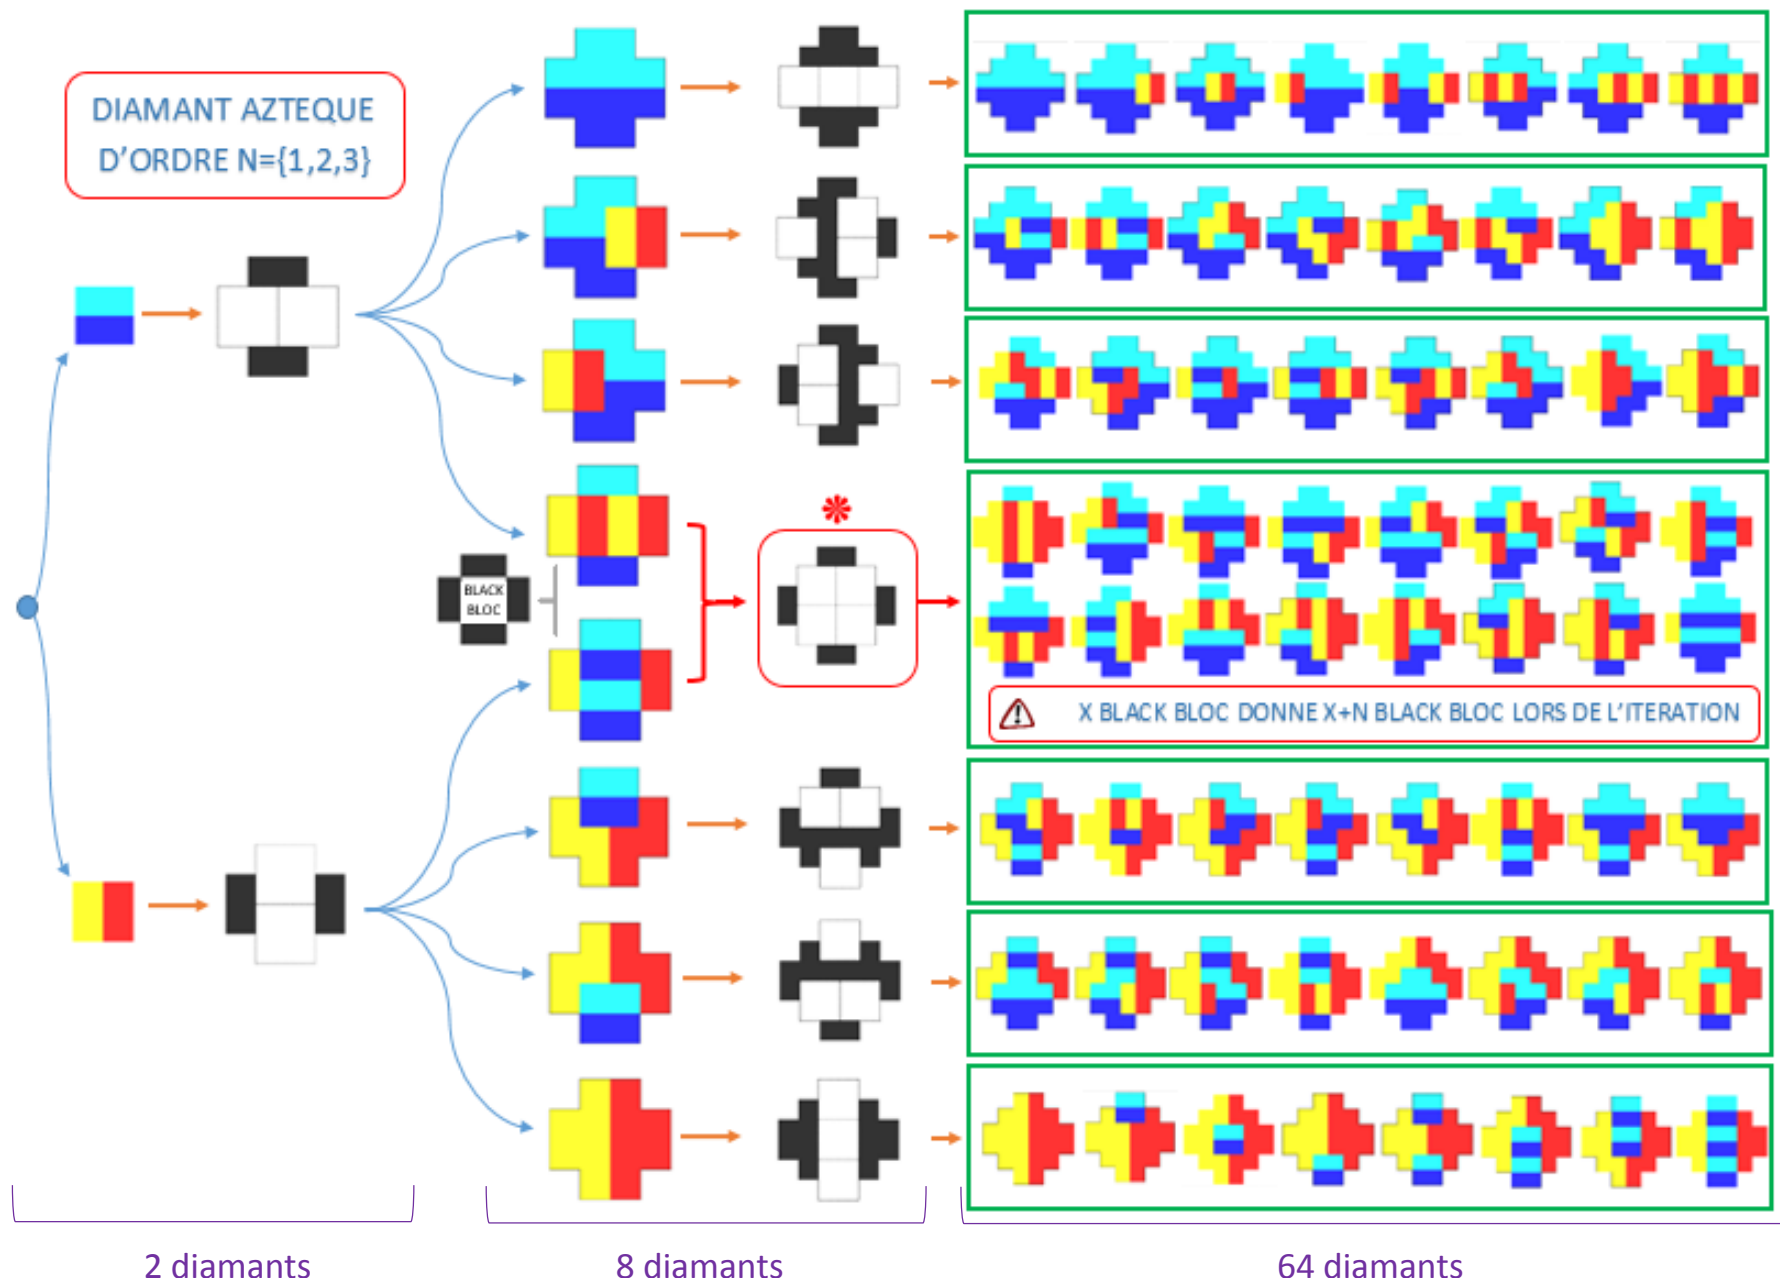 DIAMANT AZTEQUE
D'ORDRE N={1,2,3}
BLACK
BLOC
X BLACK BLOC DONNE X+N BLACK BLOC LORS DE L'ITERATION
2 diamants
8 diamants
64 diamants